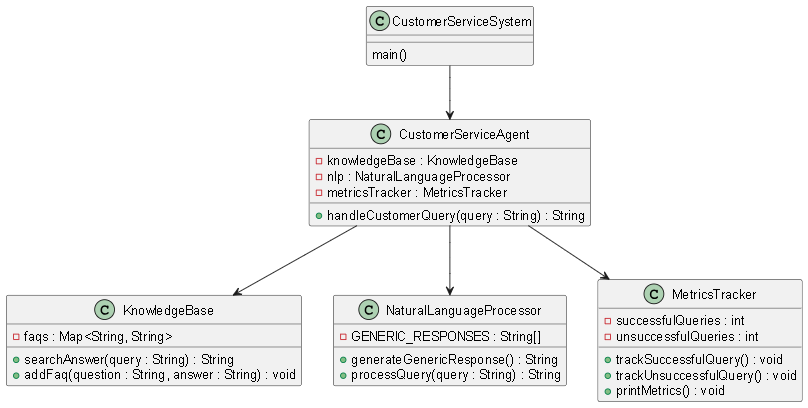 C CustomerServiceSystem
main()
C CustomerServiceAgent
knowledgeBase : KnowledgeBase
nlp : NaturalLanguageProcessor
metricsTracker : MetricsTracker
handleCustomerQuery(query : String) : String
C KnowledgeBase
faqs : Map<String, String>
searchAnswer(query : String) : String
addFaq(question : String, answer : String) : void
C NaturalLanguageProcessor
GENERIC_RESPONSES : String[]
generateGenericResponse() : String
processQuery(query : String) : String
C MetricsTracker
successfulQueries : int
unsuccessfulQueries : int
trackSuccessfulQuery() : void
trackUnsuccessfulQuery() : void
printMetrics() : void